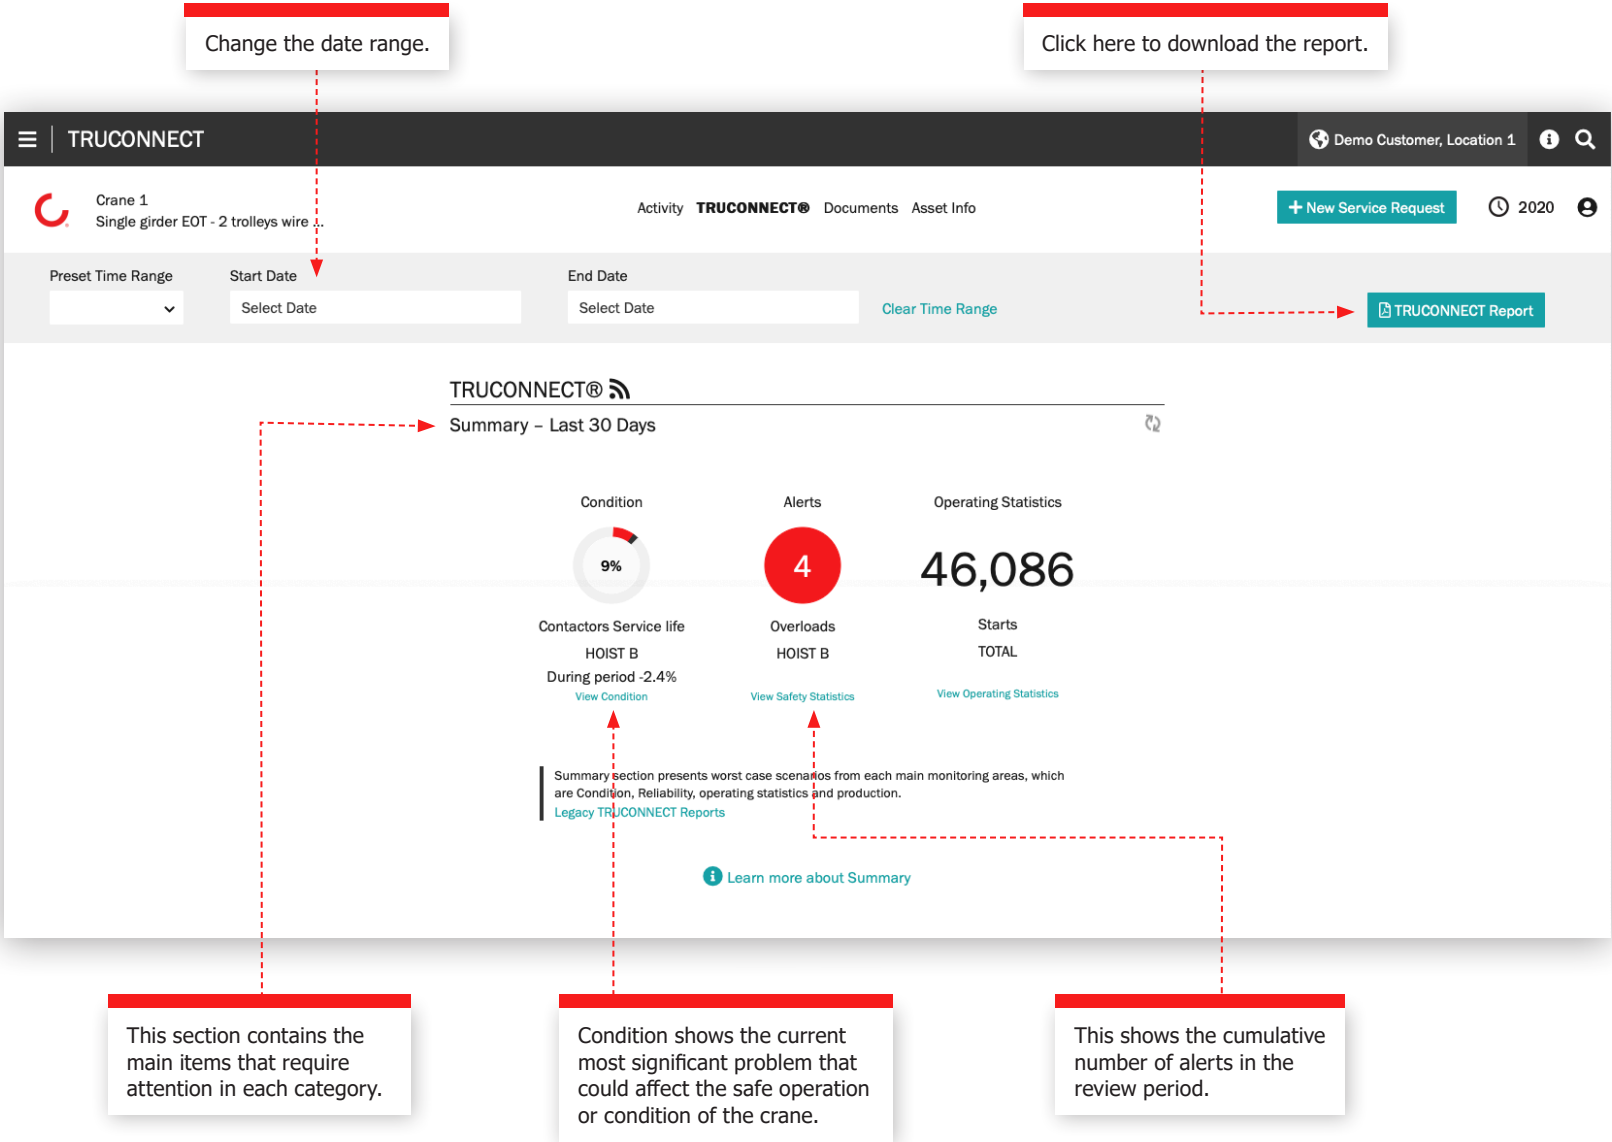 Change the date range.
Click here to download the report.
TRUCONNECT
Demo Customer, Location 1
Crane 1
Single girder EOT - 2 trolleys wire ...
Activity TRUCONNECT® Documents Asset Info
+ New Service Request
2020
Preset Time Range
Start Date
End Date
Select Date
Select Date
Clear Time Range
TRUCONNECT Report
TRUCONNECT®
Summary – Last 30 Days
Condition
Alerts
Operating Statistics
9%
4
46,086
Contactors Service life
Overloads
Starts
HOIST B
HOIST B
TOTAL
During period -2.4%
View Condition
View Safety Statistics
View Operating Statistics
Summary section presents worst case scenarios from each main monitoring areas, which
are Condition, Reliability, operating statistics and production.
Legacy TRUCONNECT Reports
Learn more about Summary
This section contains the
main items that require
attention in each category.
Condition shows the current
most significant problem that
could affect the safe operation
or condition of the crane.
This shows the cumulative
number of alerts in the
review period.